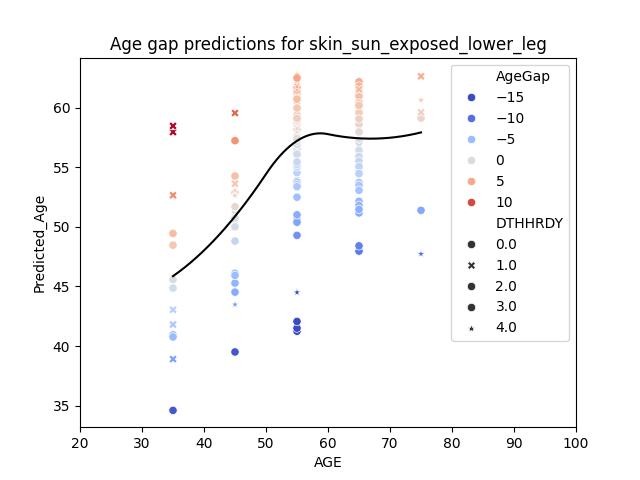 Age gap predictions for skin_sun_exposed_lower_leg
Predicted_Age
60
55
50
45
40
35
20 30 40 50 60 70 80 90 100
AGE
AgeGap
−15
−10
−5
0
5
10
DTHHRDY
0.0
1.0
2.0
3.0
4.0